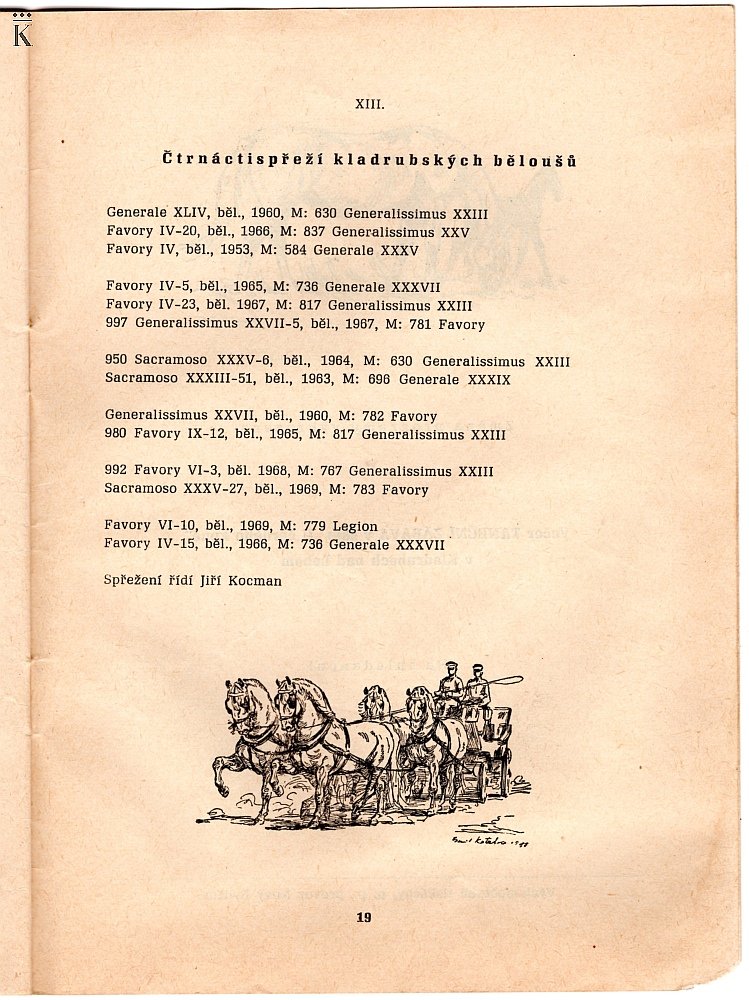 K
XIII.
Čtrnáctispřeží kladrubských běloušů
Generale XLIV, běl., 1960, M: 630 Generalissimus XXIII
Favory IV-20, běl., 1966, M: 837 Generalissimus XXV
Favory IV, běl., 1953, M: 584 Generale XXXV
Favory IV-5, běl., 1965, M: 736 Generale XXXVII
Favory IV-23, běl. 1967, M: 817 Generalissimus XXIII
997 Generalissimus XXVII-5, běl., 1967, M: 781 Favory
950 Sacramoso XXXV-6, běl., 1964, M: 630 Generalissimus XXIII
Sacramoso XXXIII-51, běl., 1963, M: 696 Generale XXXIX
Generalissimus XXVII, běl., 1960, M: 782 Favory
980 Favory IX-12, běl., 1965, M: 817 Generalissimus XXIII
992 Favory VI-3, běl. 1968, M: 767 Generalissimus XXIII
Sacramoso XXXV-27, běl., 1969, M: 783 Favory
Favory VI-10, běl., 1969, M: 779 Legion
Favory IV-15, běl., 1966, M: 736 Generale XXXVII
Spřežení řídí Jiří Kocman
19